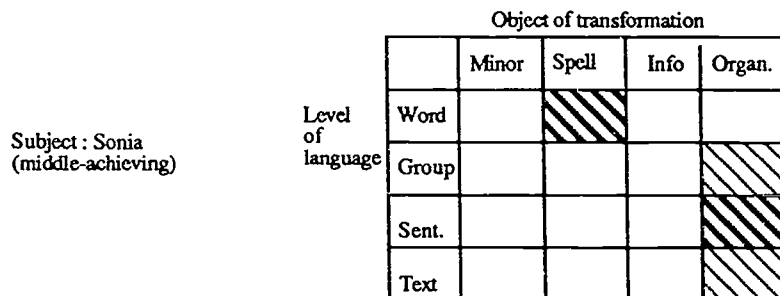 Object of transformation
Minor Spell Info Organ.
Subject : Sonia
(middle-achieving)
Level
of
language
Word
Group
Sent.
Text